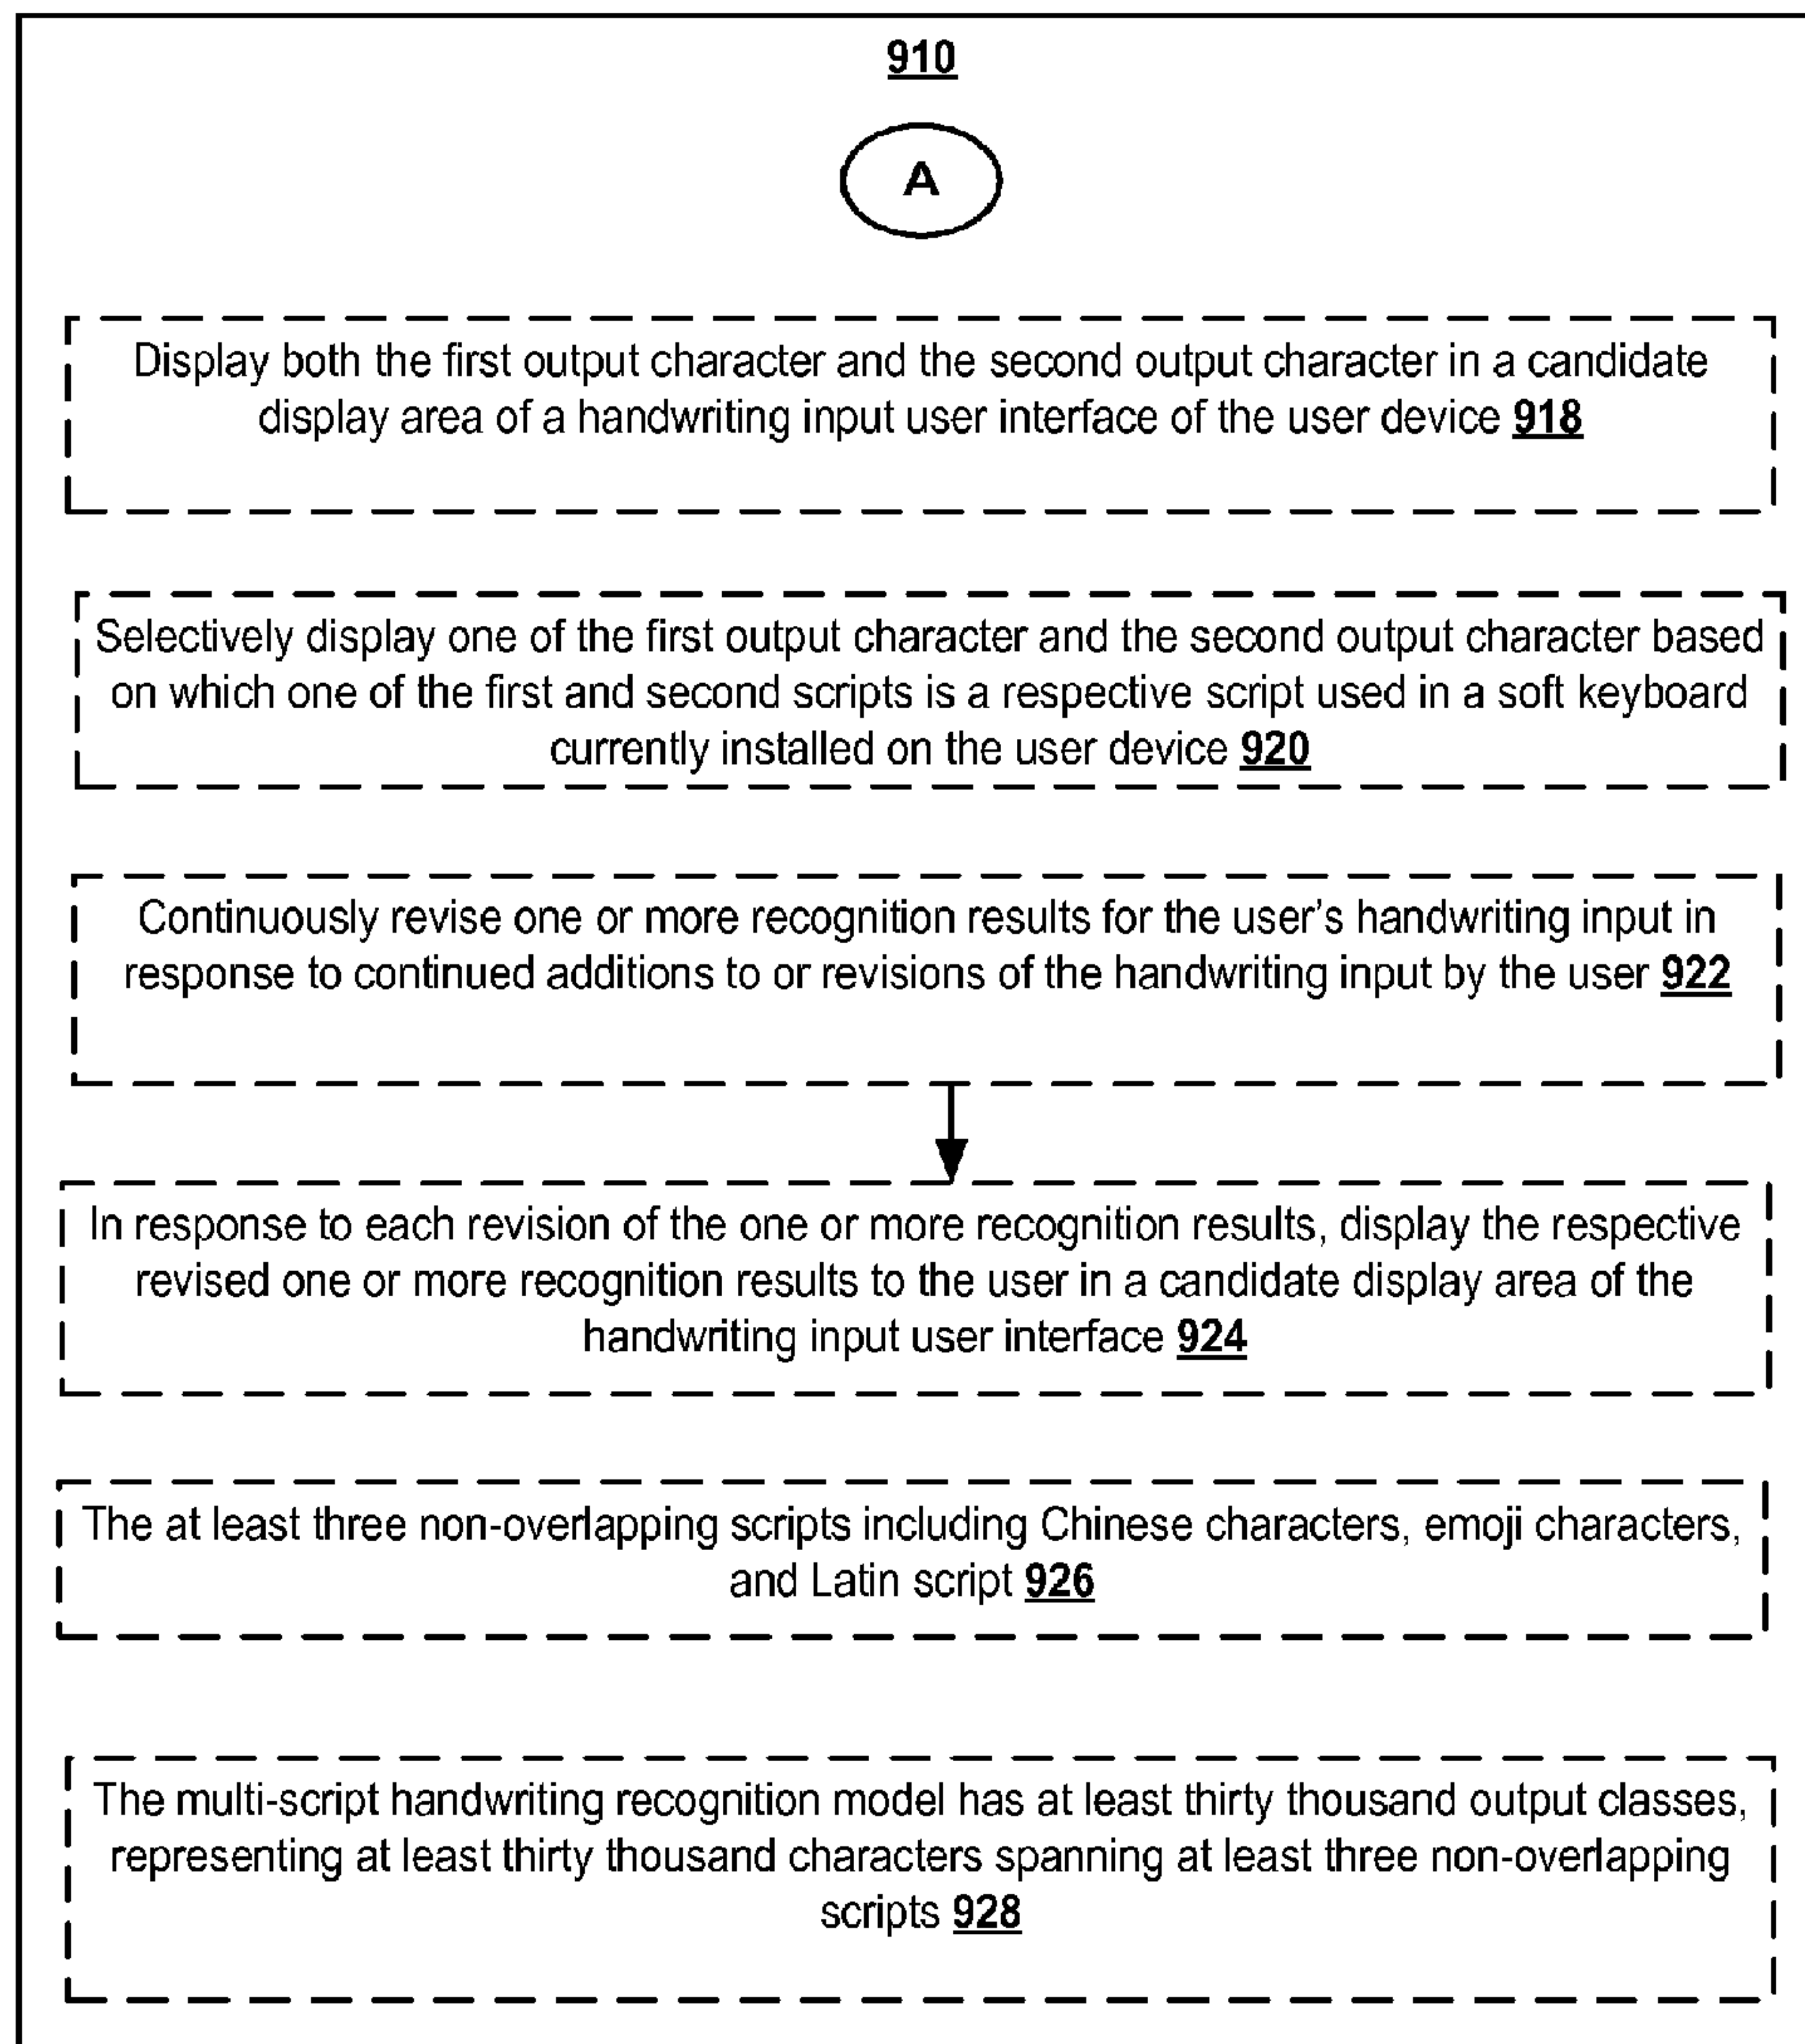 910
A
Display both the first output character and the second output character in a candidate
display area of a handwriting input user interface of the user device 918
Selectively display one of the first output character and the second output character based
on which one of the first and second scripts is a respective script used in a soft keyboard
currently installed on the user device 920
Continuously revise one or more recognition results for the user's handwriting input in
response to continued additions to or revisions of the handwriting input by the user 922
In response to each revision of the one or more recognition results, display the respective
revised one or more recognition results to the user in a candidate display area of the
handwriting input user interface 924
The at least three non-overlapping scripts including Chinese characters, emoji characters,
and Latin script 926
The multi-script handwriting recognition model has at least thirty thousand output classes,
representing at least thirty thousand characters spanning at least three non-overlapping
scripts 928